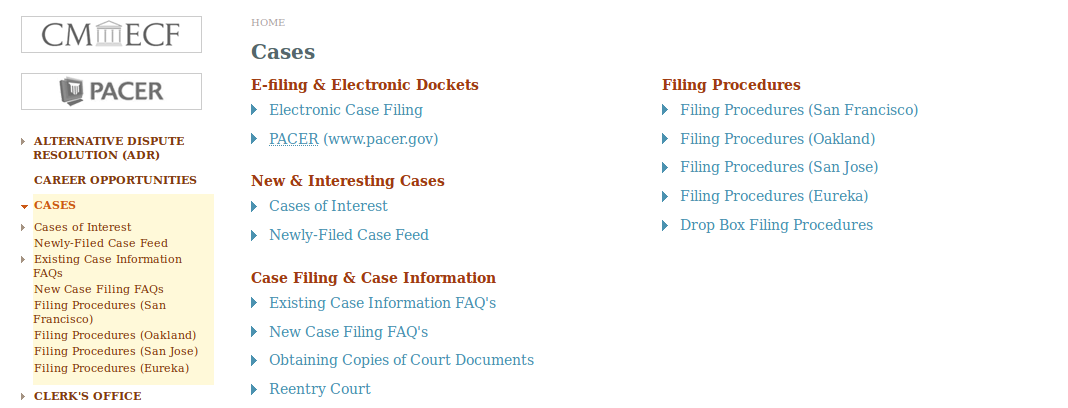 CM ECF
PACER
ALTERNATIVE DISPUTE
RESOLUTION (ADR)
CAREER OPPORTUNITIES
CASES
Cases of Interest
Newly-Filed Case Feed
Existing Case Information
FAQs
New Case Filing FAQs
Filing Procedures (San
Francisco)
Filing Procedures (Oakland)
Filing Procedures (San Jose)
Filing Procedures (Eureka)
CLERK'S OFFICE
HOME
Cases
E-filing & Electronic Dockets
Electronic Case Filing
PACER (www.pacer.gov)
New & Interesting Cases
Cases of Interest
Newly-Filed Case Feed
Case Filing & Case Information
Existing Case Information FAQ's
New Case Filing FAQ's
Obtaining Copies of Court Documents
Reentry Court
Filing Procedures
Filing Procedures (San Francisco)
Filing Procedures (Oakland)
Filing Procedures (San Jose)
Filing Procedures (Eureka)
Drop Box Filing Procedures